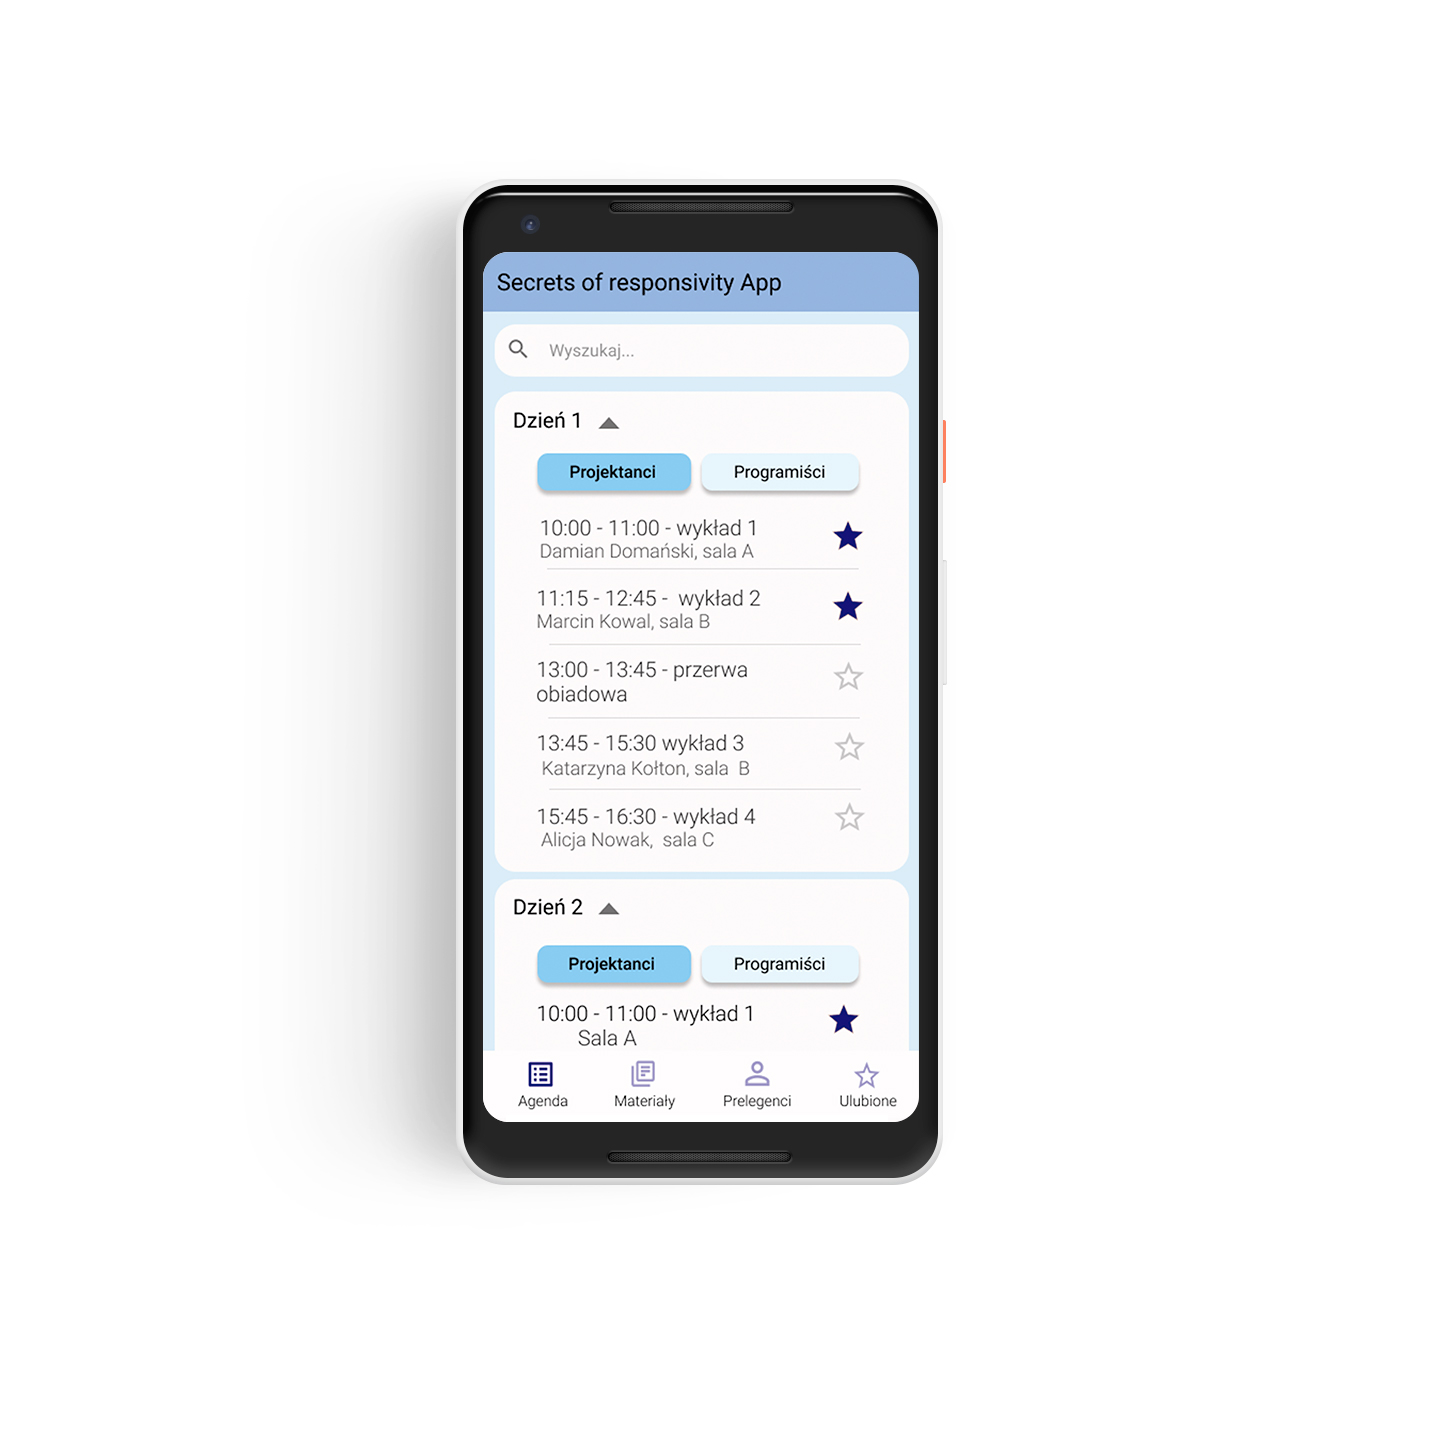 Secrets of responsivity App
Wyszukaj...
Dzień 1
Projektanci
Programiści
10:00 - 11:00 - wykład 1
Damian Domański, sala A
11:15 - 12:45 -  wykład 2
Marcin Kowal, sala B
13:00 - 13:45 - przerwa
obiadowa
13:45 - 15:30 wykład 3
Katarzyna Kołton, sala  B
15:45 - 16:30 - wykład 4
Alicja Nowak,  sala C
Dzień 2
Projektanci
Programiści
10:00 - 11:00 - wykład 1
Sala A
Agenda
Materiały
Prelegenci
Ulubione